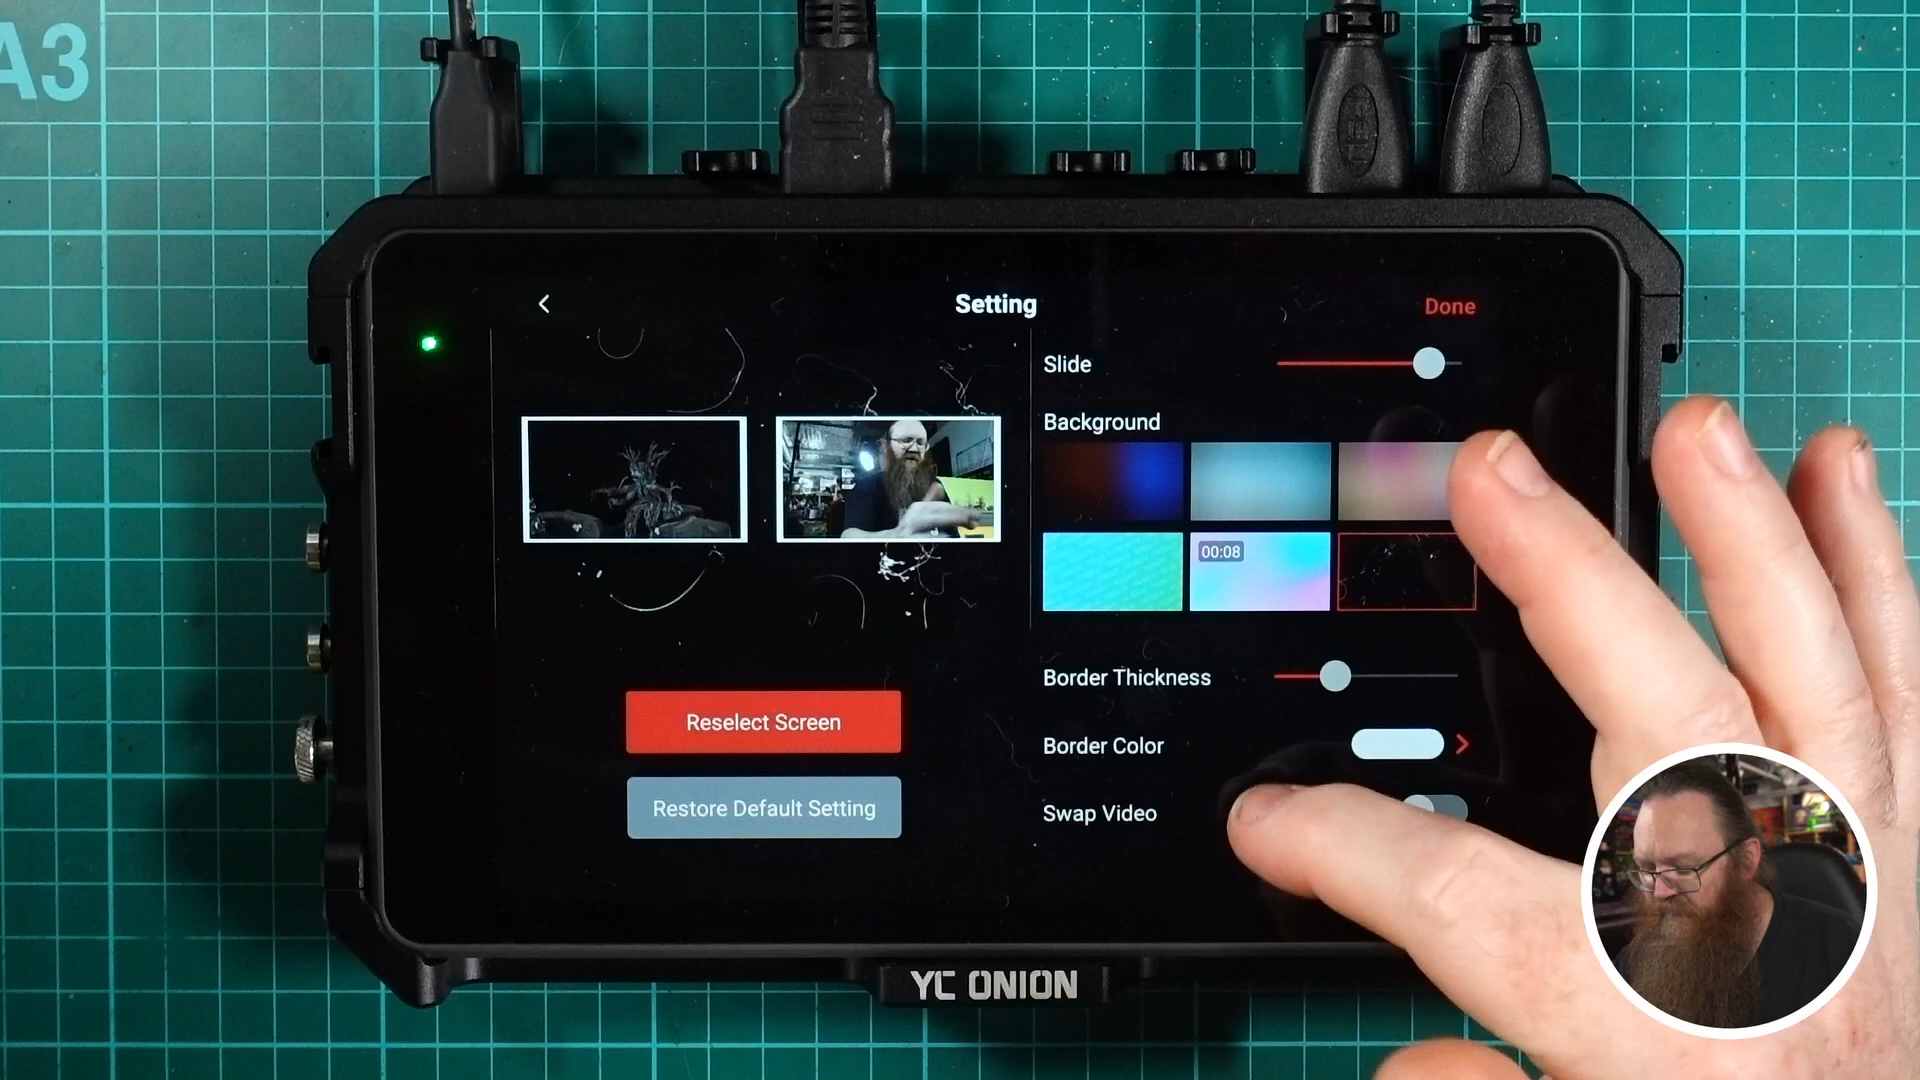 A3
Setting
Done
Slide
Background
00:08
Border Thickness
Border Color
Swap Video
Reselect Screen
Restore Default Setting
YC ONION